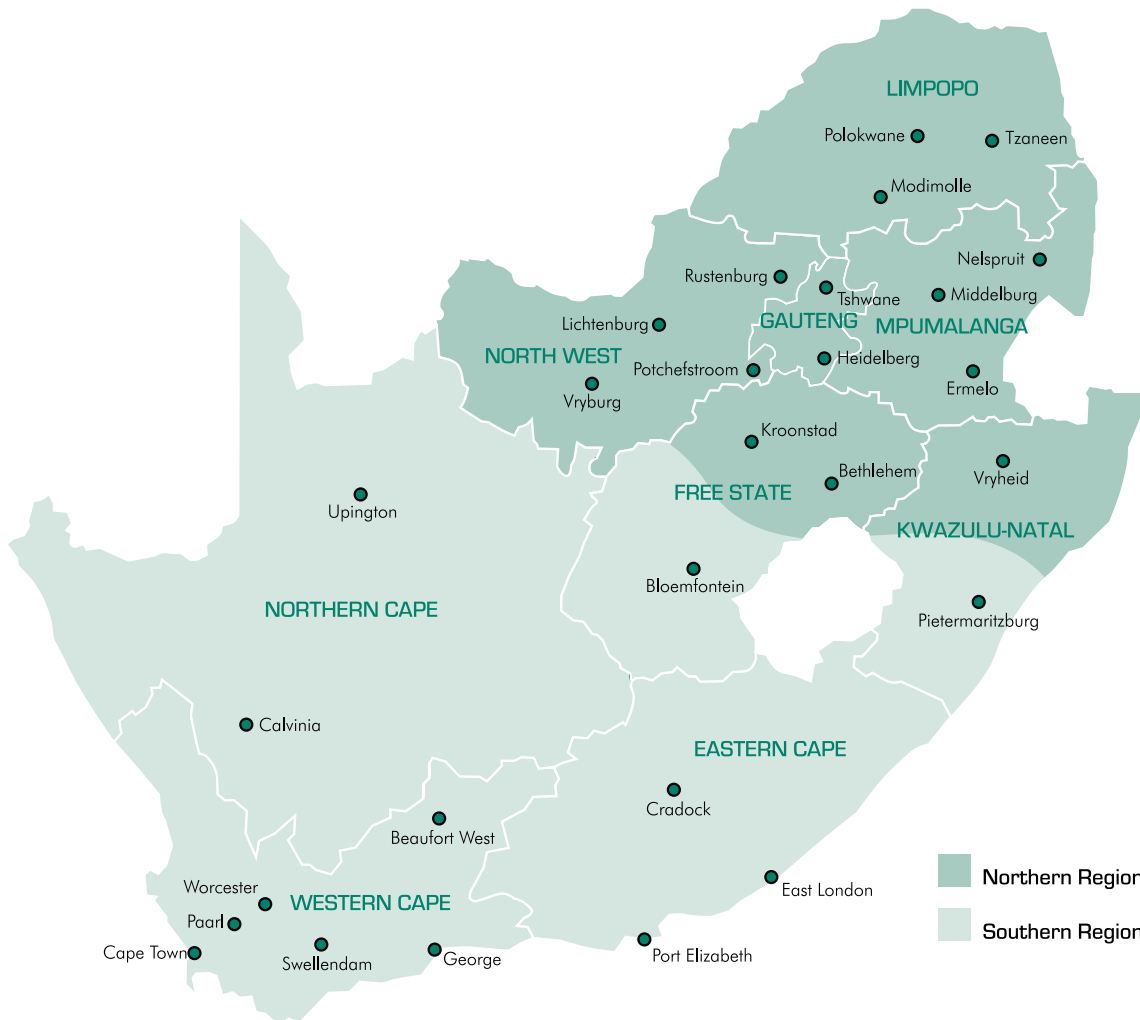 LIMPOPO
Polokwane
Tzaneen
Modimolle
Nelspruit
Rustenburg
Tshwane
Middelburg
Lichtenburg
GAUTENG
MPUMALANGA
NORTH WEST
Heidelberg
Potchefstroom
Ermelo
Vryburg
Kroonstad
Bethlehem
Vryheid
FREE STATE
Upington
KWAZULU-NATAL
Bloemfontein
NORTHERN CAPE
Pietermaritzburg
Calvinia
EASTERN CAPE
Cradock
Beaufort West
Northern Region
Worcester
East London
WESTERN CAPE
Paarl
Southern Region
Cape Town
Swellendam
George
Port Elizabeth